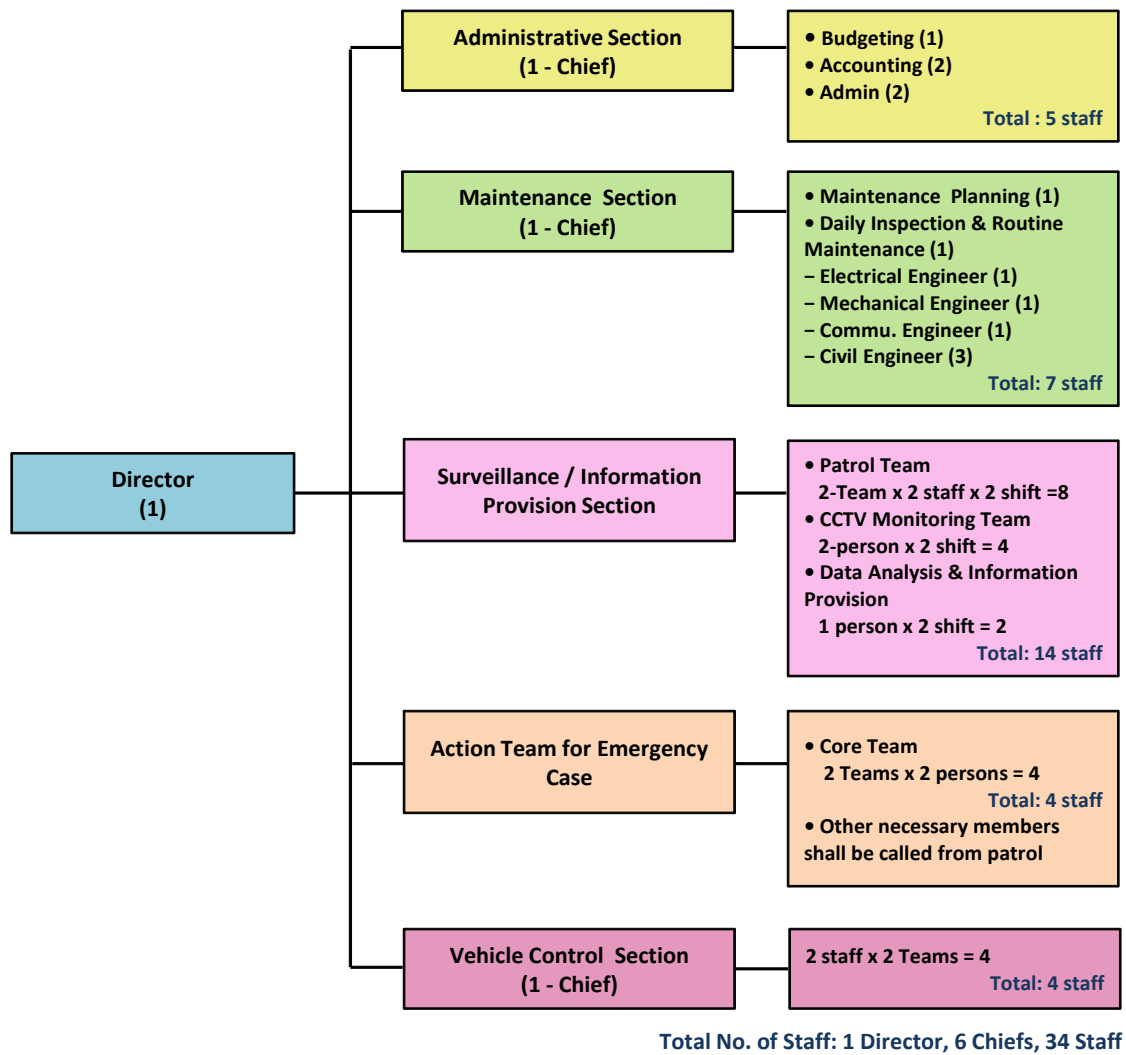 Administrative Section
(1 - Chief)
• Budgeting (1)
• Accounting (2)
• Admin (2)
Total : 5 staff
Maintenance Section
(1 - Chief)
• Maintenance Planning (1)
• Daily Inspection & Routine
Maintenance (1)
– Electrical Engineer (1)
– Mechanical Engineer (1)
– Commu. Engineer (1)
– Civil Engineer (3)
Total: 7 staff
Director
(1)
Surveillance / Information
Provision Section
• Patrol Team
2-Team x 2 staff x 2 shift =8
• CCTV Monitoring Team
2-person x 2 shift = 4
• Data Analysis & Information
Provision
1 person x 2 shift = 2
Total: 14 staff
Action Team for Emergency
Case
• Core Team
2 Teams x 2 persons = 4
Total: 4 staff
• Other necessary members
shall be called from patrol
Vehicle Control Section
(1 - Chief)
2 staff x 2 Teams = 4
Total: 4 staff
Total No. of Staff: 1 Director, 6 Chiefs, 34 Staff